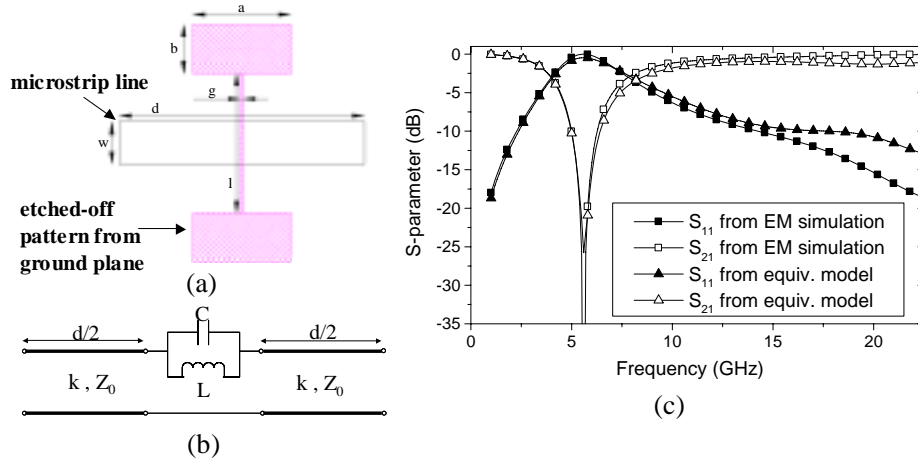 a
b
microstrip line
g
d
w
l
etched-off
pattern from
ground plane
(a)
C
d/2
d/2
L
k , Z0
k , Z0
(b)
S-parameter (dB)
0
-5
-10
-15
-20
-25
-30
-35
S11 from EM simulation
S21 from EM simulation
S11 from equiv. model
S21 from equiv. model
0 5 10 15 20
Frequency (GHz)
(c)